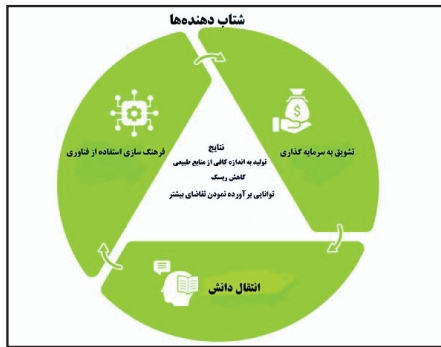 شتاب دهنده‌ها
تشویق به سرمایه گذاری
فرهنگ سازی استفاده از فناوری
نتایج
تولید به اندازه کافی از منابع طبیعی
کاهش ریسک
توانایی بر آورده نمودن تقاضای بیشتر
انتقال دانش